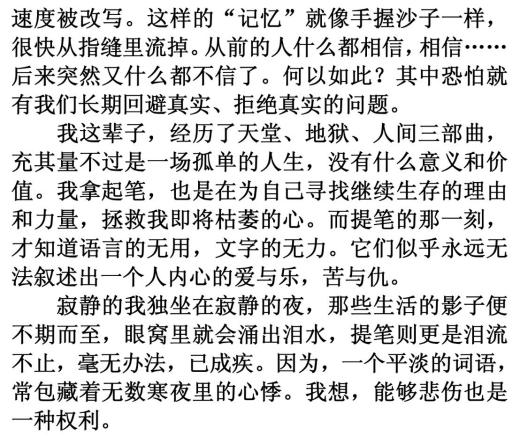 速度被改写。这样的“记忆”就像手握沙子一样，
很快从指缝里流掉。从前的人什么都相信，相信……
后来突然又什么都不信了。何以如此？其中恐怕就
有我们长期回避真实、拒绝真实的问题。
我这辈子，经历了天堂、地狱、人间三部曲，
充其量不过是一场孤单的人生，没有什么意义和价
值。我拿起笔，也是在为自己寻找继续生存的理由
和力量，拯救我即将枯萎的心。而提笔的那一刻，
才知道语言的无用，文字的无力。它们似乎永远无
法叙述出一个人内心的爱与乐，苦与仇。
寂静的我独坐在寂静的夜，那些生活的影子便
不期而至，眼窝里就会涌出泪水，提笔则更是泪流
不止，毫无办法，已成疾。因为，一个平淡的词语，
常包藏着无数寒夜里的心悸。我想，能够悲伤也是
一种权利。